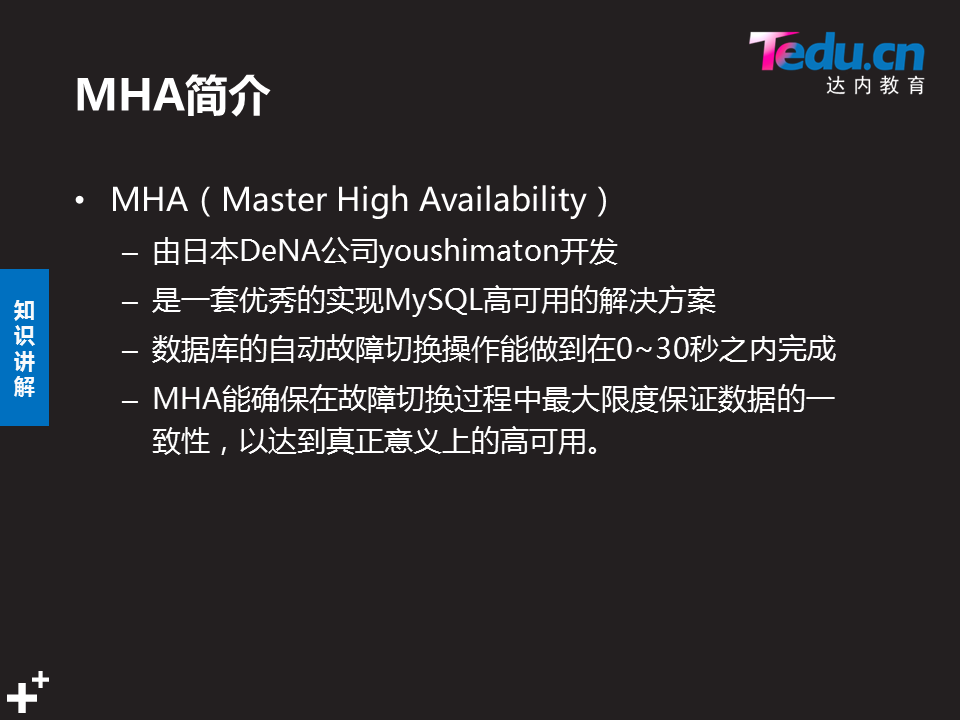 Tedu.cn
达内教育
MHA简介
• MHA（Master High Availability）
– 由日本DeNA公司youshimaton开发
– 是一套优秀的实现MySQL高可用的解决方案
– 数据库的自动故障切换操作能做到在0~30秒之内完成
– MHA能确保在故障切换过程中最大限度保证数据的一
致性，以达到真正意义上的高可用。
知
识
讲
解